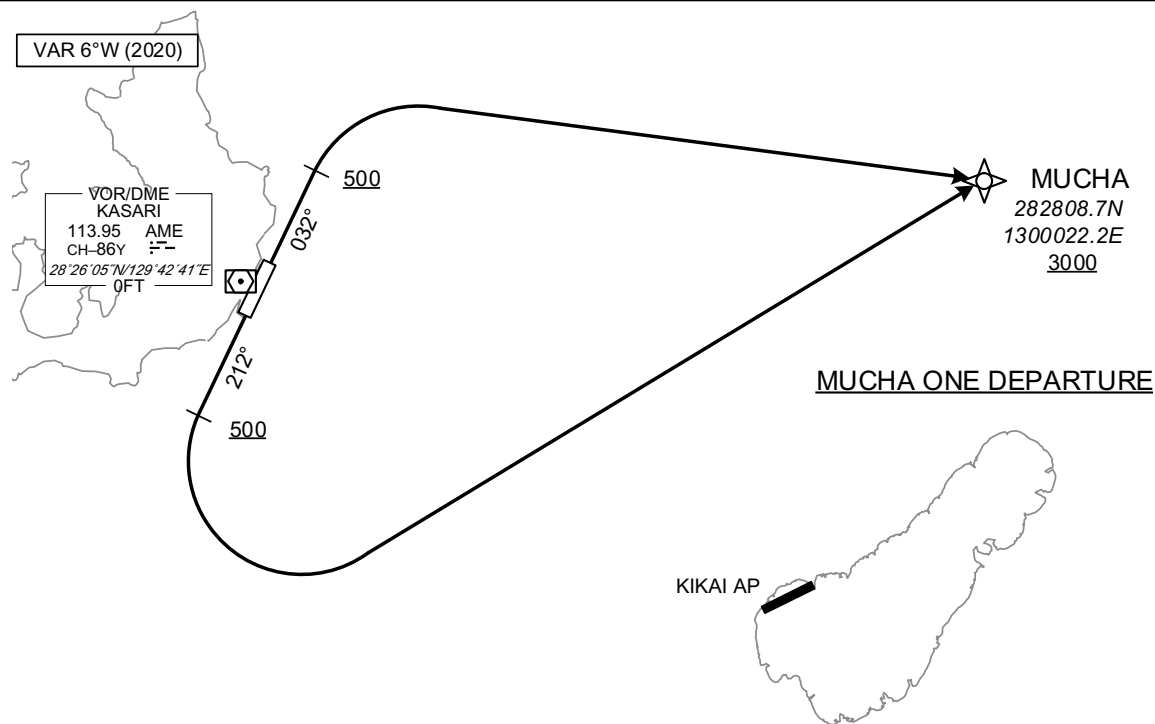 VAR 6°W (2020)
VOR/DME
KASARI
113.95 AME
CH–86Y
28°26'05"N/129°42'41"E
0FT
500
032°
212°
500
MUCHA
282808.7N
1300022.2E
3000
MUCHA ONE DEPARTURE
KIKAI AP